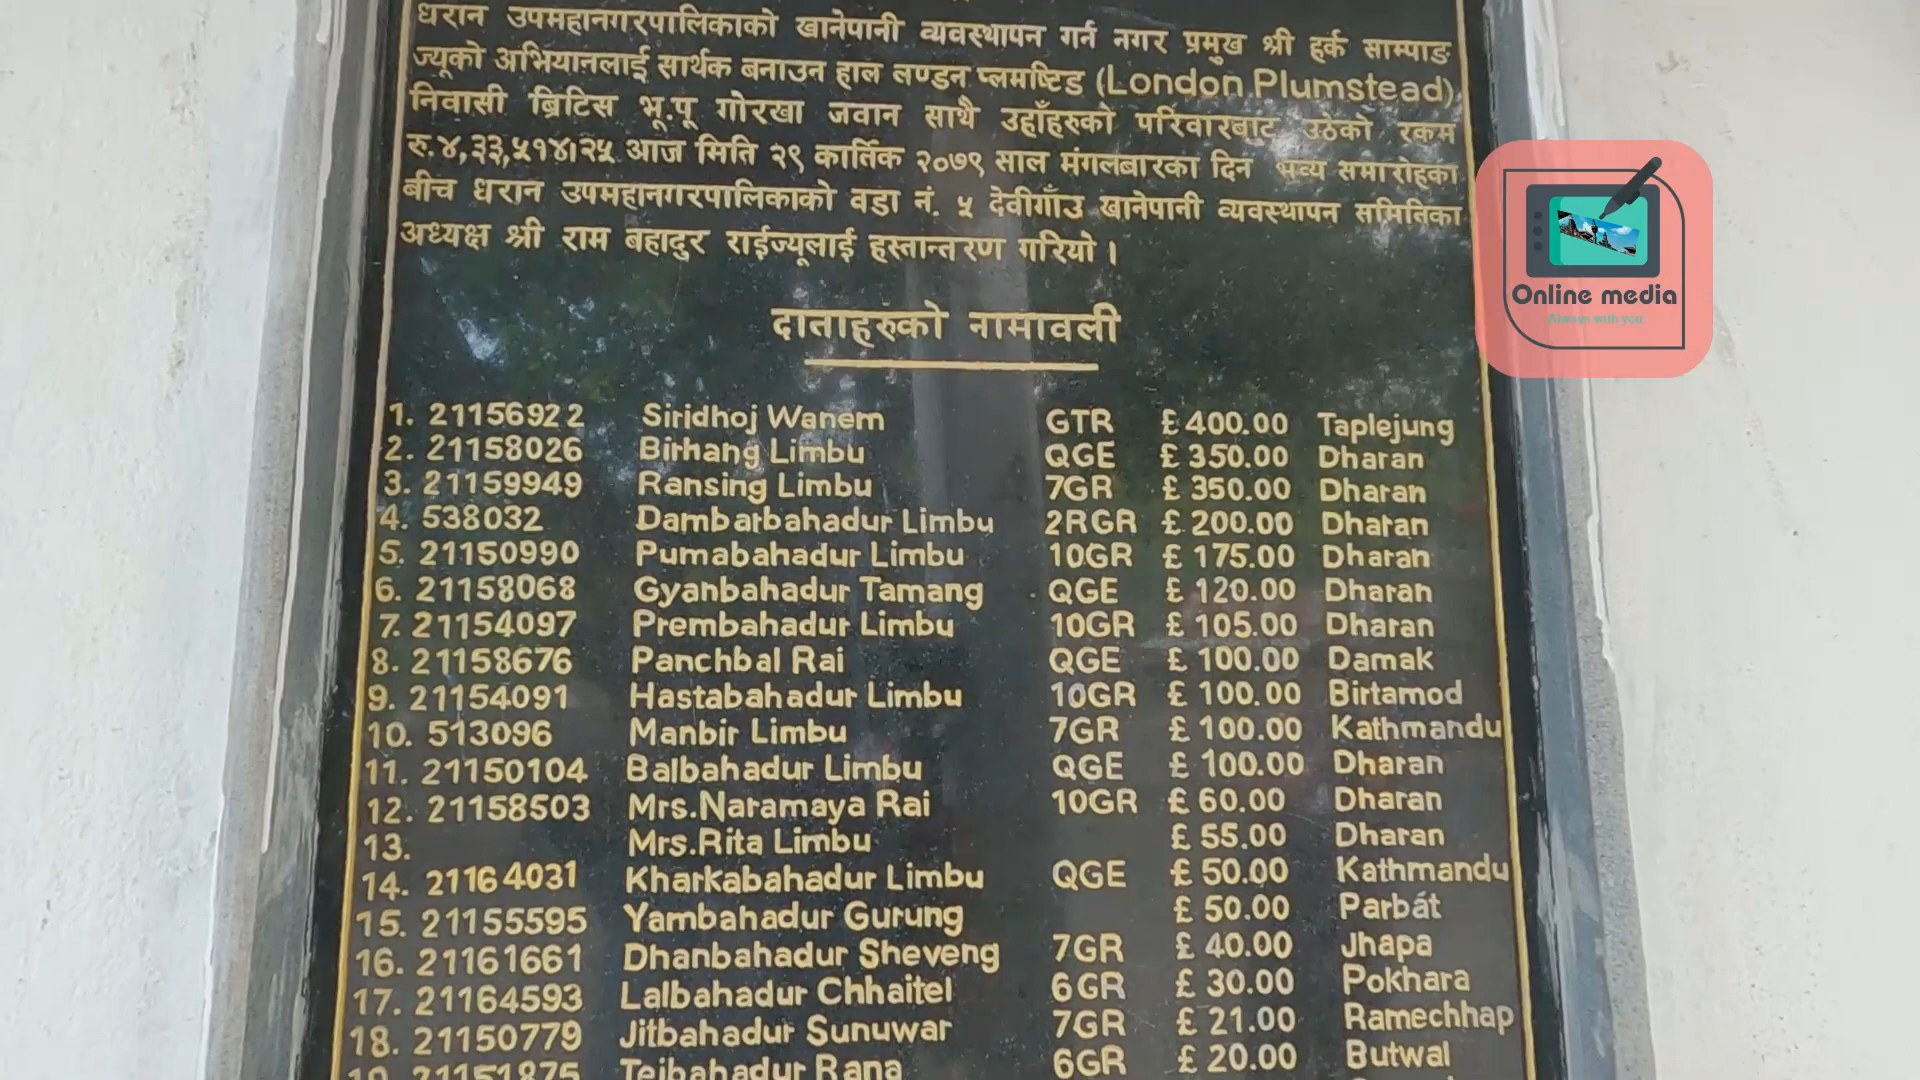 धरान उपमहानगरपालिकाको खानेपानी व्यवस्थापन गर्न नगर प्रमुख श्री हर्क साम्पाङ
ज्यूको अभियानलाई सार्थक बनाउन हाल लण्डन प्लमष्टिड (London Plumstead)
निवासी ब्रिटिस भू.पू गोरखा जवान साथै उहाँहरुको परिवारबाट उठेको रकम
रु.४,३३,५१४।२५ आज मिति २९ कार्तिक २०७९ साल मंगलबारका दिन भव्य समारोहका
बीच धरान उपमहानगरपालिकाको वडा नं. ५ देवीगाँउ खानेपानी व्यवस्थापन समितिका
अध्यक्ष श्री राम बहादुर राईज्यूलाई हस्तान्तरण गरियो ।
दाताहरुको नामावली
1. 21156922 Siridhoj Wanem GTR £400.00 Taplejung
2. 21158026 Birhang Limbu QGE £350.00 Dharan
3. 21159949 Ransing Limbu 7GR £350.00 Dharan
4. 538032 Dambarbahadur Limbu 2RGR £200.00 Dharan
5. 21150990 Purnabahadur Limbu 10GR £175.00 Dharan
6. 21158068 Gyanbahadur Tamang QGE £120.00 Dharan
7. 21154097 Prembahadur Limbu 10GR £105.00 Dharan
8. 21158676 Panchbal Rai QGE £100.00 Damak
9. 21154091 Hastabahadur Limbu 10GR £100.00 Birtamod
10. 513096 Manbir Limbu 7GR £100.00 Kathmandu
11. 21150104 Balbahadur Limbu QGE £100.00 Dharan
12. 21158503 Mrs.Naramaya Rai 10GR £60.00 Dharan
13. Mrs.Rita Limbu £55.00 Dharan
14. 21164031 Kharkabahadur Limbu QGE £50.00 Kathmandu
15. 21155595 Yambahadur Gurung £50.00 Parbát
16. 21161661 Dhanbahadur Sheveng 7GR £40.00 Jhapa
17. 21164593 Lalbahadur Chhaitel 6GR £30.00 Pokhara
18. 21150779 Jitbahadur Sunuwar 7GR £21.00 Ramechhap
19. 21151875 Tejbahadur Rana 6GR £20.00 Butwal
Online media
Always with you